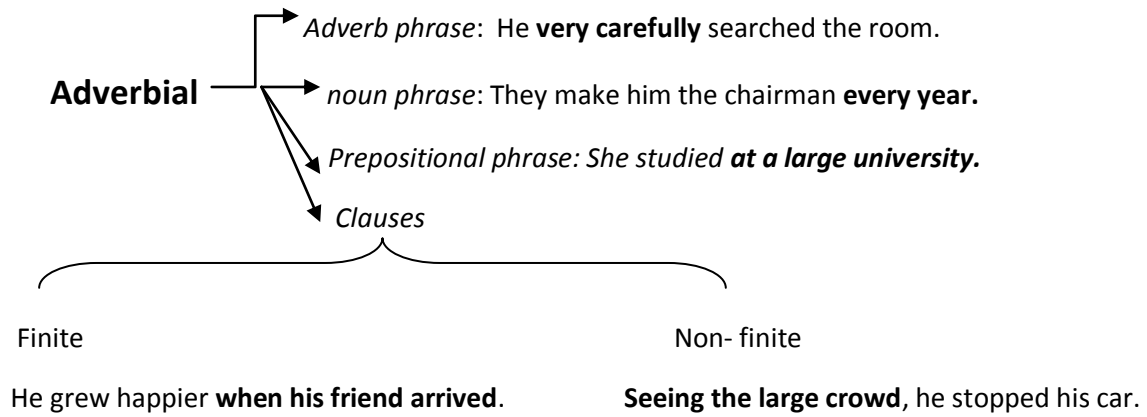 Adverb phrase: He very carefully searched the room.
Adverbial
noun phrase: They make him the chairman every year.
Prepositional phrase: She studied at a large university.
Clauses
Finite
Non- finite
He grew happier when his friend arrived.
Seeing the large crowd, he stopped his car.